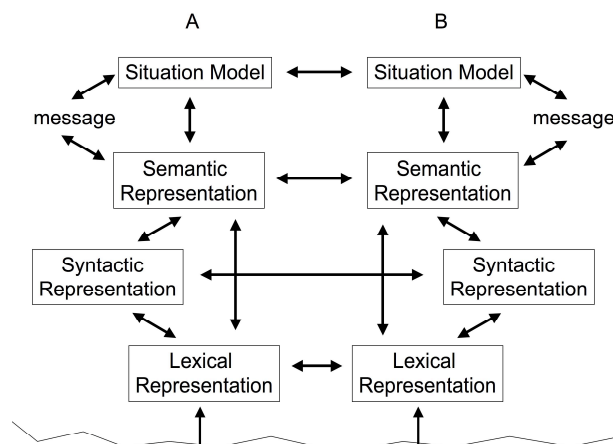 A B
Situation Model Situation Model
message message
Semantic Semantic
Representation Representation
Syntactic Syntactic
Representation Representation
Lexical Lexical
Representation Representation